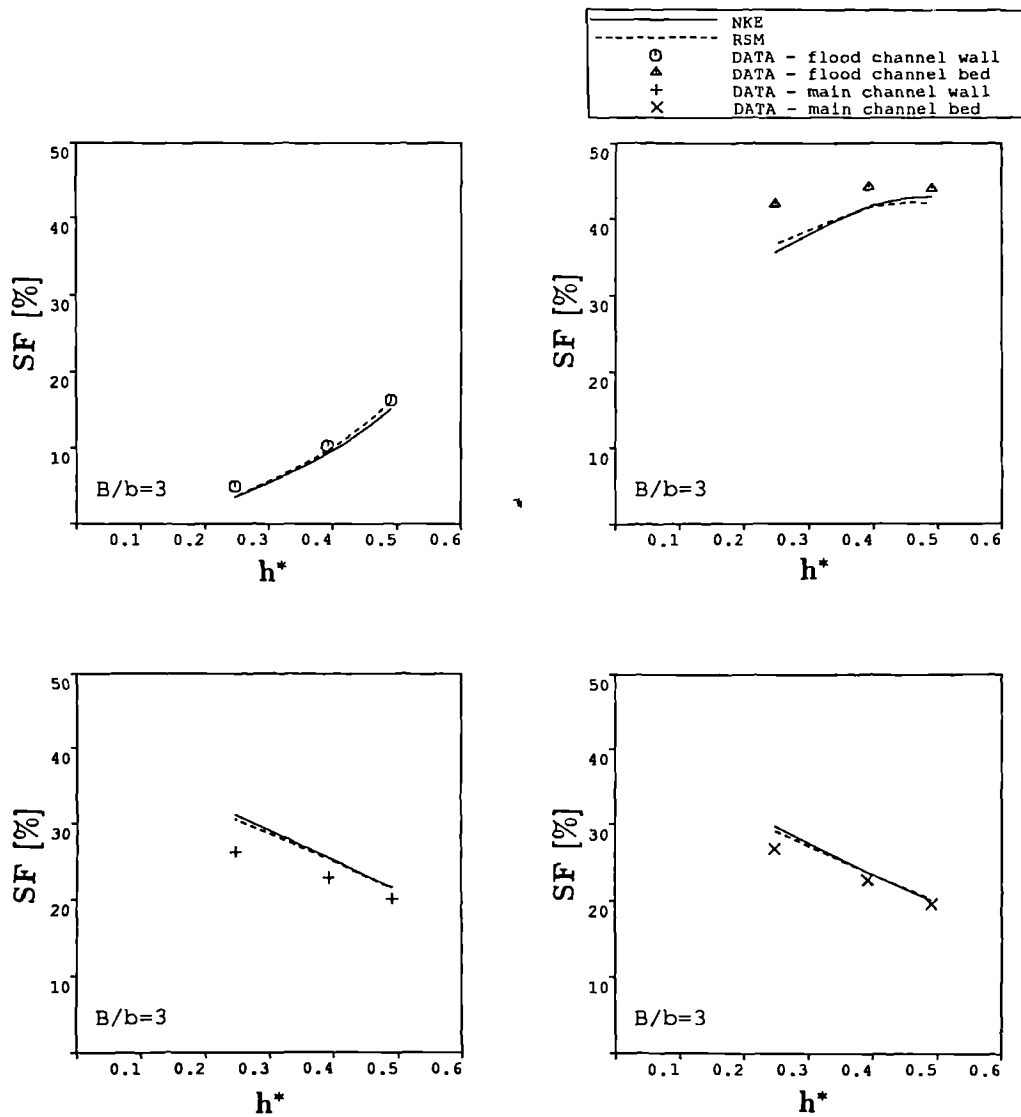 NKE
RSM
DATA - flood channel wall
DATA - flood channel bed
DATA - main channel wall
DATA - main channel bed
50
40
30
20
10
SF [%]
B/b=3
0.1 0.2 0.3 0.4 0.5 0.6
h*
50
40
30
20
10
SF [%]
B/b=3
0.1 0.2 0.3 0.4 0.5 0.6
h*
50
40
30
20
10
SF [%]
B/b=3
0.1 0.2 0.3 0.4 0.5 0.6
h*
50
40
30
20
10
SF [%]
B/b=3
0.1 0.2 0.3 0.4 0.5 0.6
h*